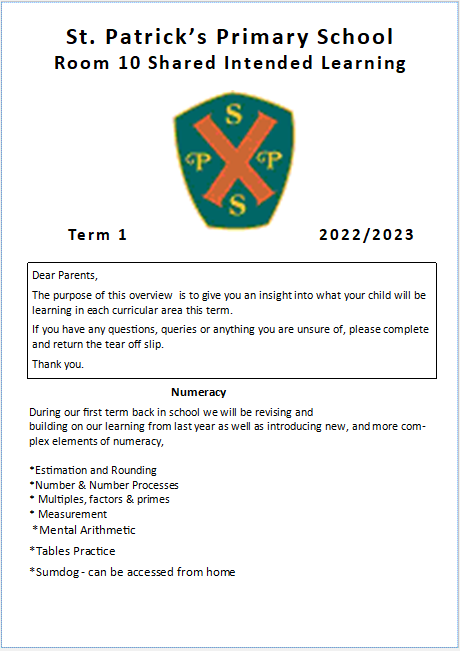 St. Patrick’s Primary School
Room 10 Shared Intended Learning
S
P P
S
Term 1 2022/2023
Dear Parents,
The purpose of this overview  is to give you an insight into what your child will be
learning in each curricular area this term.
If you have any questions, queries or anything you are unsure of, please complete
and return the tear off slip.
Thank you.
Numeracy
During our first term back in school we will be revising and
building on our learning from last year as well as introducing new, and more com-
plex elements of numeracy,
*Estimation and Rounding
*Number & Number Processes
* Multiples, factors & primes
* Measurement
*Mental Arithmetic
*Tables Practice
*Sumdog - can be accessed from home